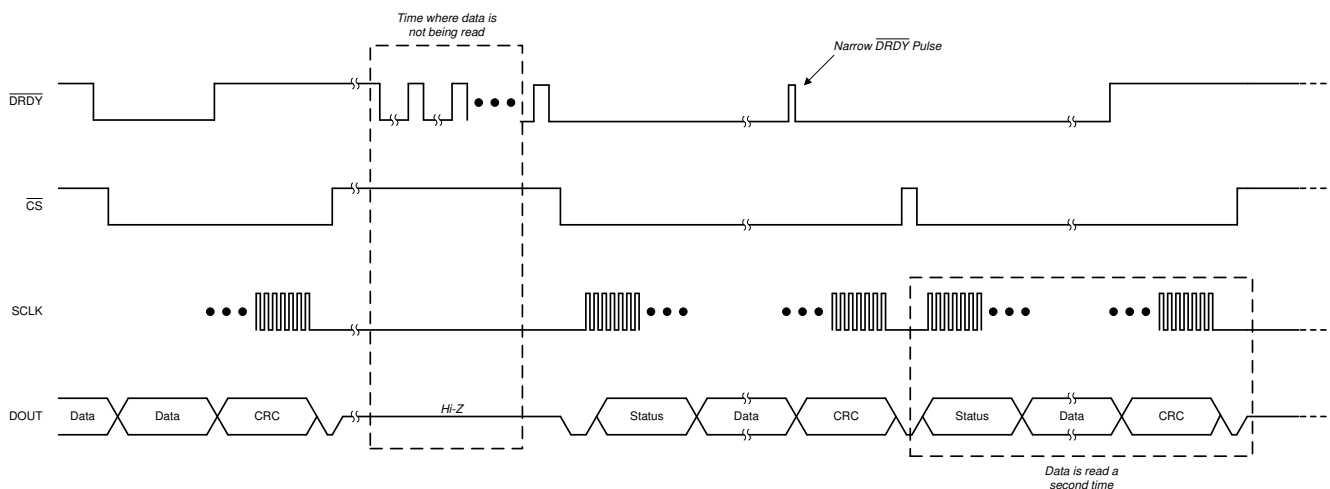 Time where data is
not being read
Narrow DRDY Pulse
DRDY
CS
SCLK
DOUT
Data
Data
CRC
Hi-Z
Status
Data
CRC
Status
Data
CRC
Data is read a
second time